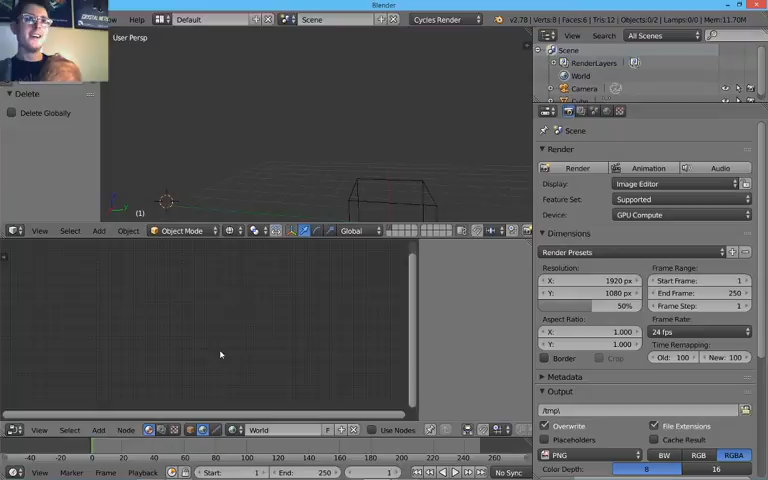 Blender
Help
Default
Scene
Cycles Render
v2.78 | Verts:8 | Faces:6 | Tris:12 | Objects:0/2 | Lamps:0/0 | Mem:11.70M
User Persp
Delete
Delete Globally
(1)
View Select Add Object
Object Mode
Global
View Search
All Scenes
Scene
RenderLayers
World
Camera
Cube
Scene
Render
Render Animation Audio
Display: Image Editor
Feature Set: Supported
Device: GPU Compute
Dimensions
Render Presets
Resolution: Frame Range:
X: 1920 px Start Frame: 1
Y: 1080 px End Frame: 250
50% Frame Step: 1
Aspect Ratio: Frame Rate:
X: 1.000 24 fps
Y: 1.000 Time Remapping:
Border Crop Old: 100 New: 100
Metadata
Output
/tmp\
Overwrite File Extensions
Placeholders Cache Result
PNG BW RGB RGBA
Color Depth: 8 16
View Select Add Node
World
F
Use Nodes
-40 -20 0 20 40 60 80 100 120 140 160 180 200 220 240 260
View Marker Frame Playback
Start: 1 End: 250 1 No Sync